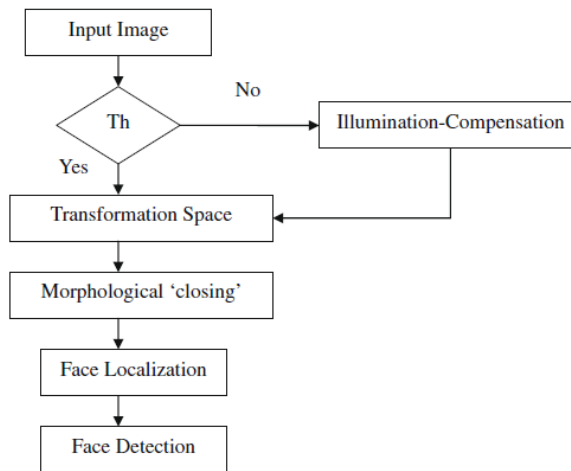 Input Image
No
Th
Illumination-Compensation
Yes
Transformation Space
Morphological ‘closing’
Face Localization
Face Detection